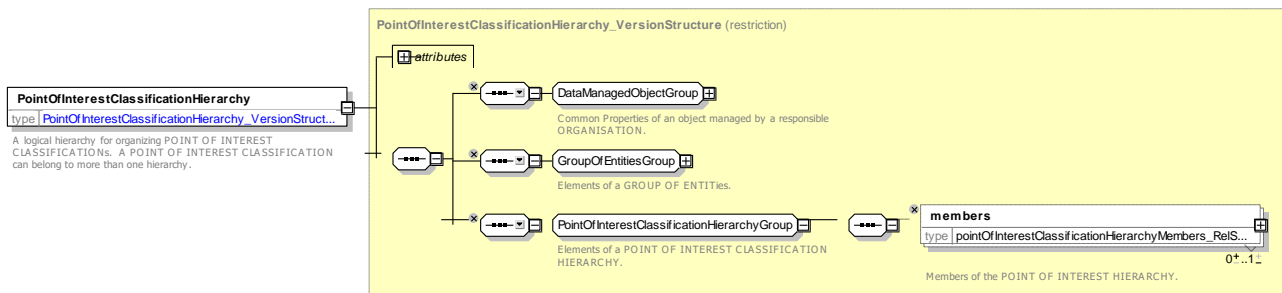 PointOfInterestClassificationHierarchy_VersionStructure (restriction)
attributes
PointOfInterestClassificationHierarchy
type PointOfInterestClassificationHierarchy_VersionStruct...
A logical hierarchy for organizing POINT OF INTEREST
CLASSIFICATIONs. A POINT OF INTEREST CLASSIFICATION
can belong to more than one hierarchy.
DataManagedObjectGroup
Common Properties of an object managed by a responsible
ORGANISATION.
GroupOfEntitiesGroup
Elements of a GROUP OF ENTITies.
PointOfInterestClassificationHierarchyGroup
Elements of a POINT OF INTEREST CLASSIFICATION
HIERARCHY.
members
type pointOfInterestClassificationHierarchyMembers_RelS...
0..1
Members of the POINT OF INTEREST HIERARCHY.